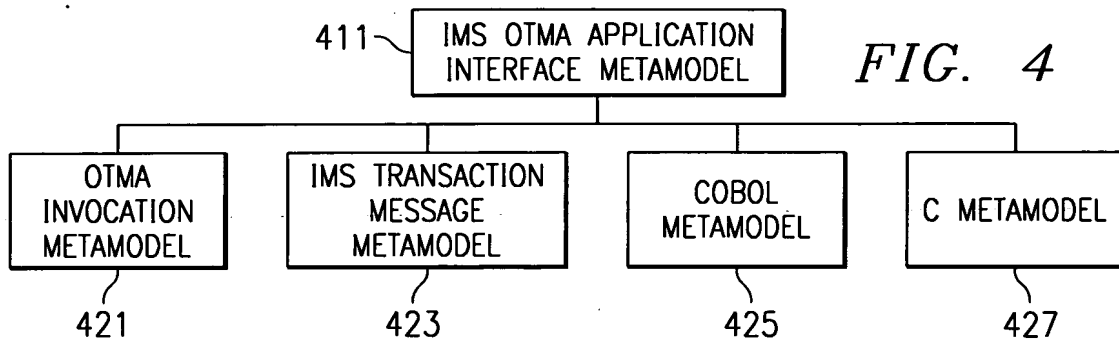 411
IMS OTMA APPLICATION
INTERFACE METAMODEL
FIG. 4
OTMA
INVOCATION
METAMODEL
IMS TRANSACTION
MESSAGE
METAMODEL
COBOL
METAMODEL
C METAMODEL
421
423
425
427